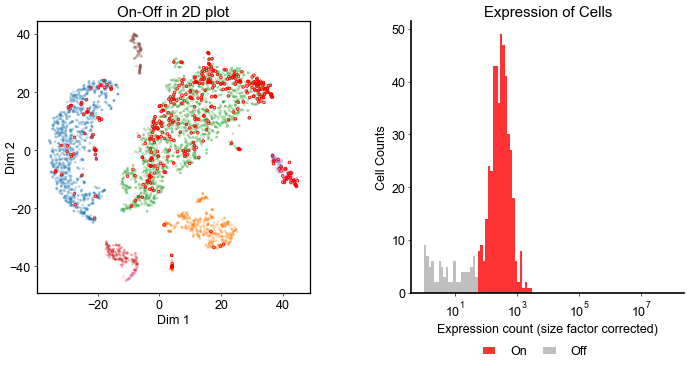 On-Off in 2D plot
Dim 2
40
20
0
−20
−40
−20
0
20
40
Dim 1
Expression of Cells
Cell Counts
50
40
30
20
10
0
10^1
10^3
10^5
10^7
Expression count (size factor corrected)
On
Off